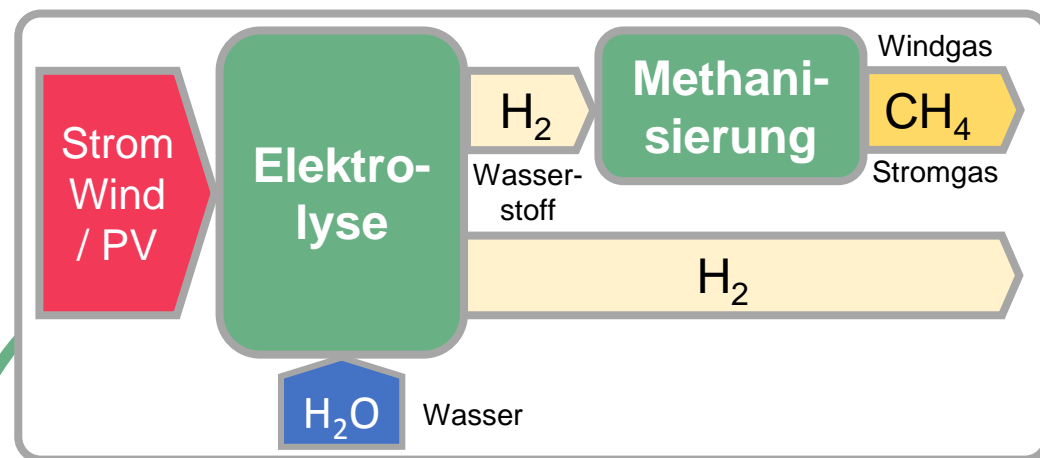 Strom
Wind
/ PV
Elektro-
lyse
H₂
Wasser-
stoff
Methani-
sierung
Windgas
CH₄
Stromgas
H₂
H₂O
Wasser